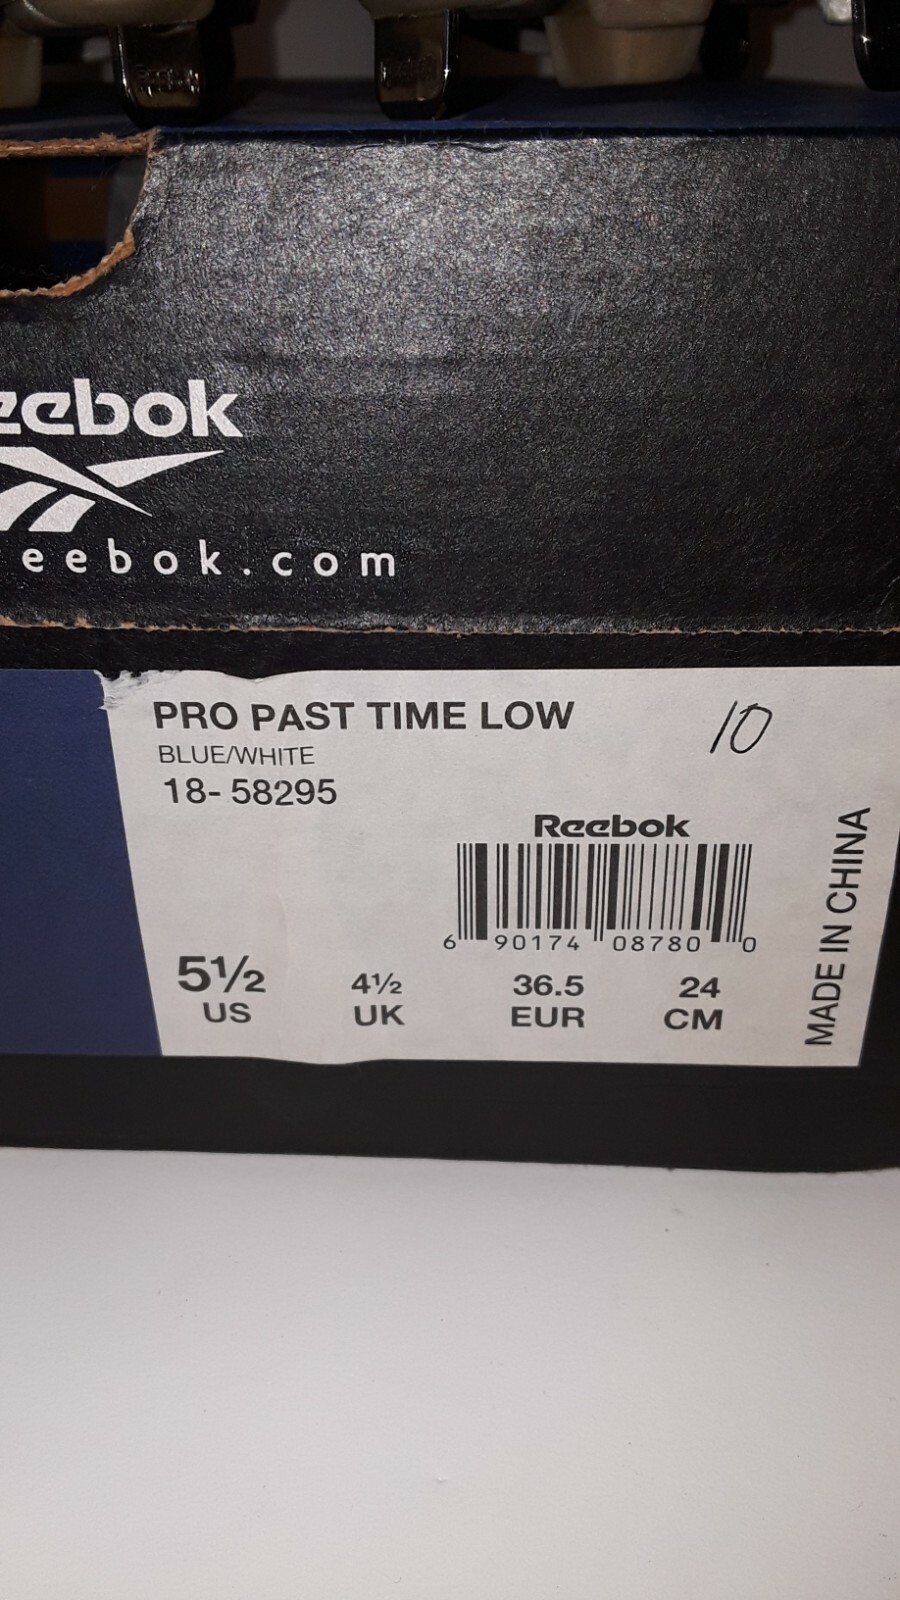 eebok
eebok.com
PRO PAST TIME LOW
10
BLUE/WHITE
18- 58295
Reebok
6 90174 08780 0
5½ 4½ 36.5 24
US UK EUR CM
MADE IN CHINA